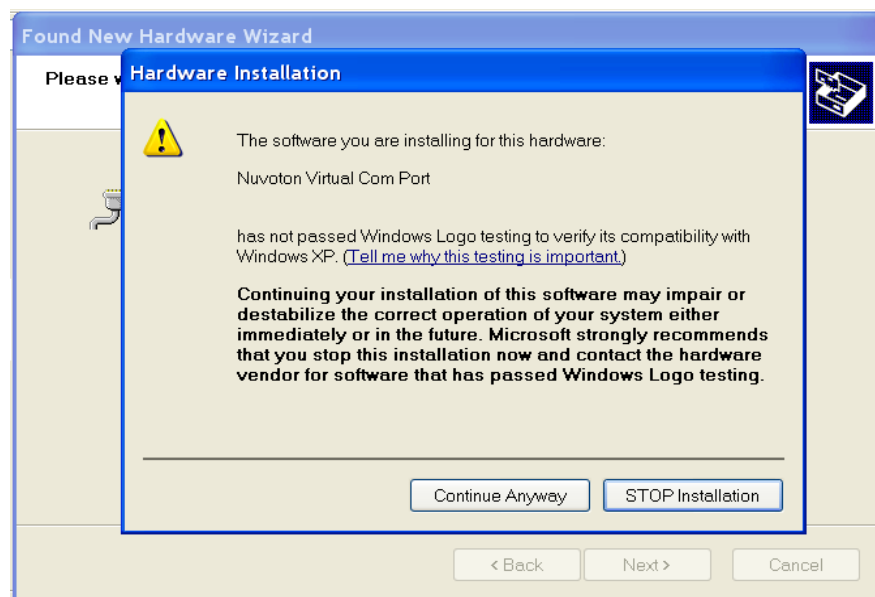 Found New Hardware Wizard
Please
Hardware Installation
The software you are installing for this hardware:
Nuvoton Virtual Com Port
has not passed Windows Logo testing to verify its compatibility with
Windows XP. (Tell me why this testing is important.)
Continuing your installation of this software may impair or
destabilize the correct operation of your system either
immediately or in the future. Microsoft strongly recommends
that you stop this installation now and contact the hardware
vendor for software that has passed Windows Logo testing.
Continue Anyway
STOP Installation
< Back
Next >
Cancel